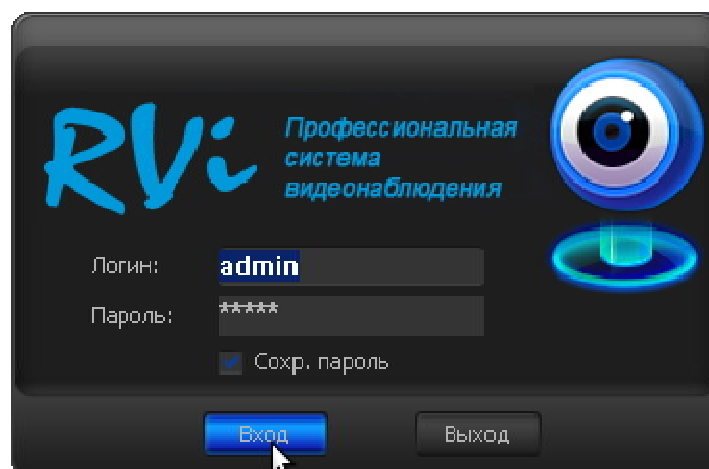 RVi
Профессиональная
система
видеонаблюдения
Логин: admin
Пароль: *****
Сохр. пароль
Вход Выход